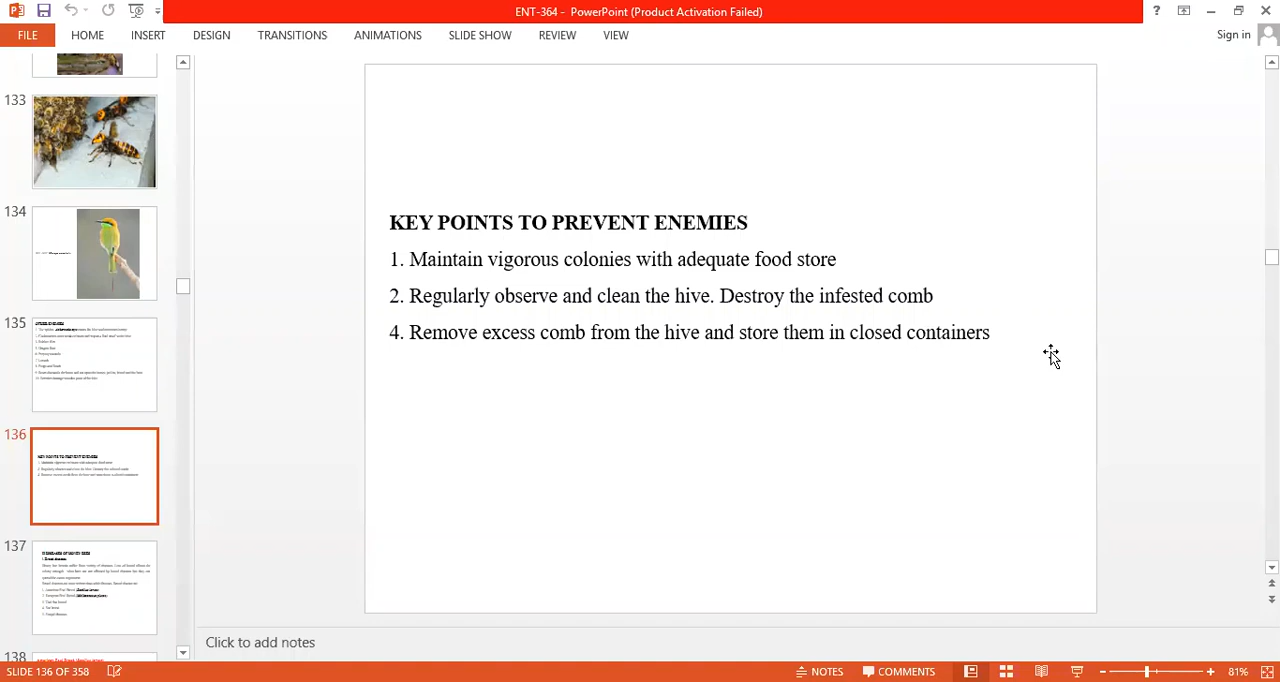 ENT-364 - PowerPoint (Product Activation Failed)
FILE HOME INSERT DESIGN TRANSITIONS ANIMATIONS SLIDE SHOW REVIEW VIEW Sign in
133
134
135
136
137
138
KEY POINTS TO PREVENT ENEMIES
1. Maintain vigorous colonies with adequate food store
2. Regularly observe and clean the hive. Destroy the infested comb
4. Remove excess comb from the hive and store them in closed containers
Click to add notes
SLIDE 136 OF 358 NOTES COMMENTS 81%